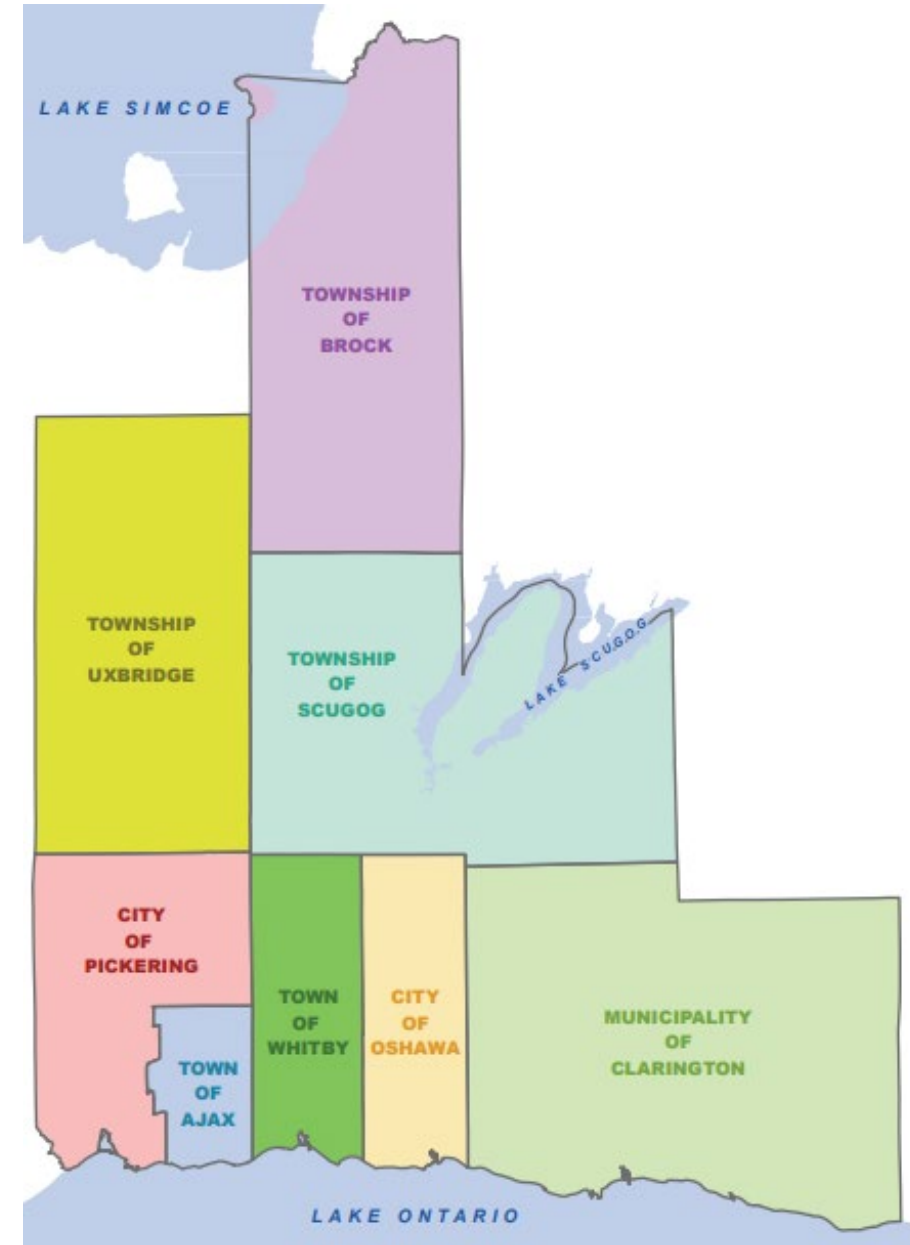 LAKE SIMCOE
TOWNSHIP
OF
BROCK
TOWNSHIP
OF
UXBRIDGE
TOWNSHIP
OF
SCUGOG
LAKE SCUGOG
CITY
OF
PICKERING
TOWN
OF
AJAX
TOWN
OF
WHITBY
CITY
OF
OSHAWA
MUNICIPALITY
OF
CLARINGTON
LAKE ONTARIO